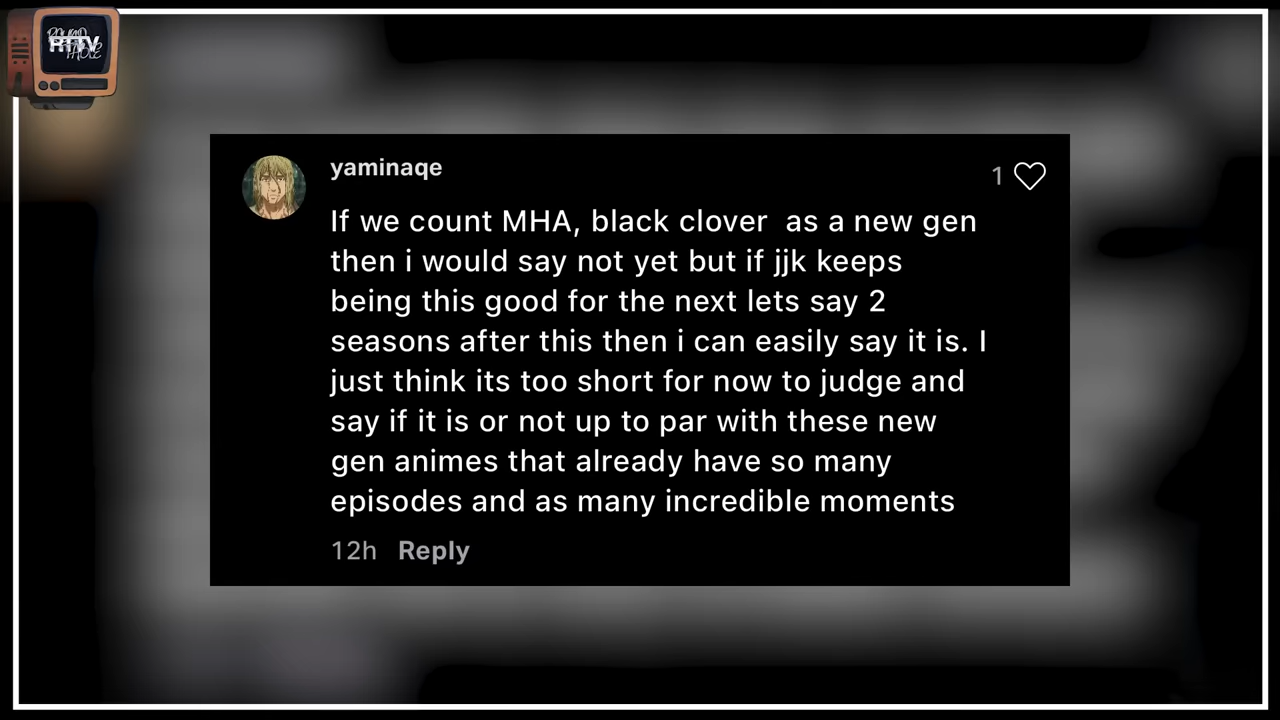 ROUND
RTTV
TABLE
yaminaqe
1
If we count MHA, black clover  as a new gen
then i would say not yet but if jjk keeps
being this good for the next lets say 2
seasons after this then i can easily say it is. I
just think its too short for now to judge and
say if it is or not up to par with these new
gen animes that already have so many
episodes and as many incredible moments
12h Reply